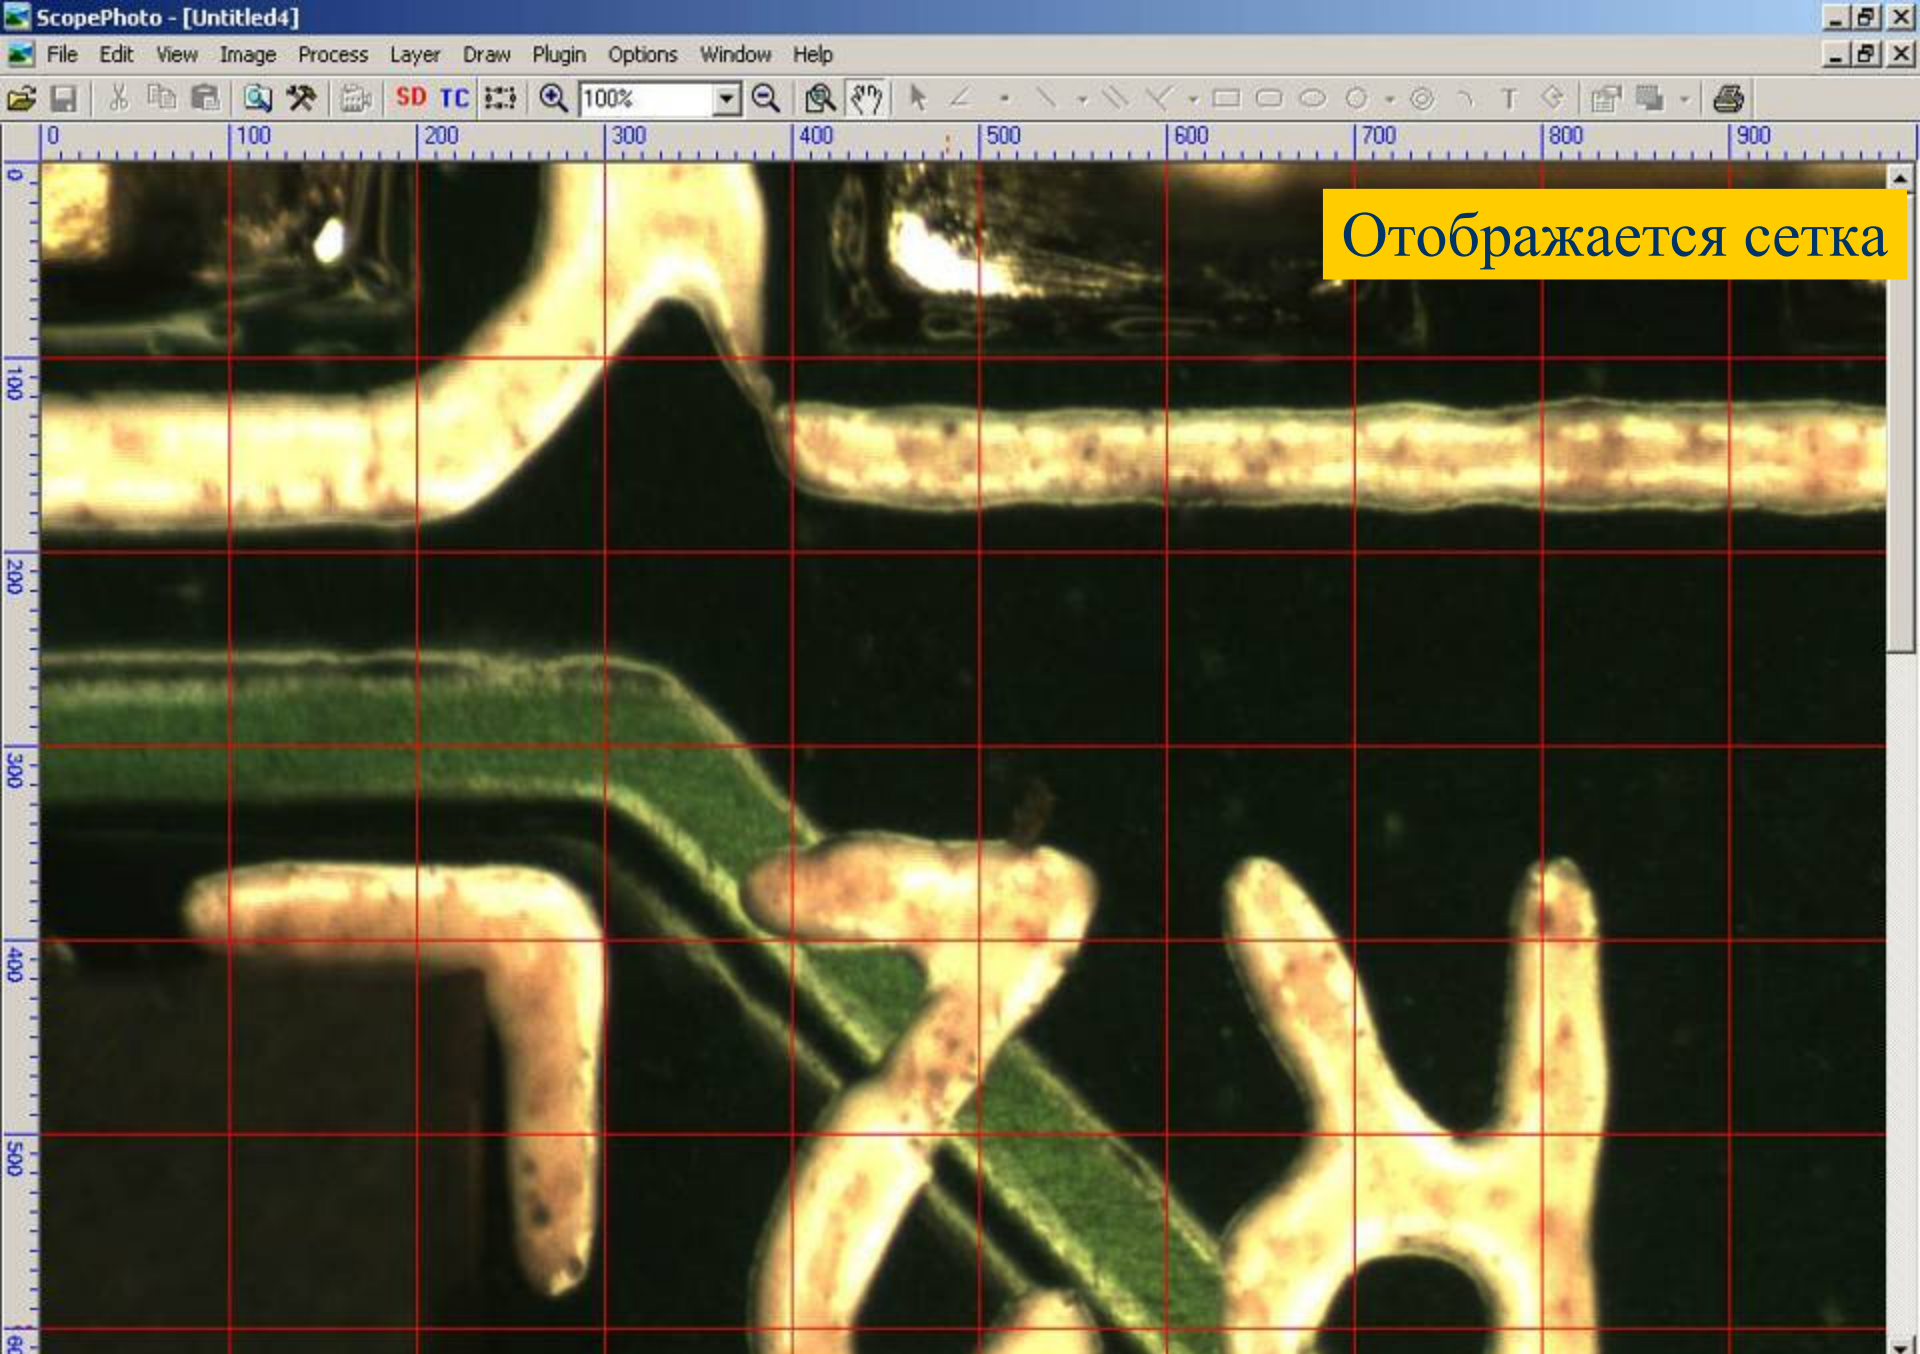 ScopePhoto - [Untitled4]
File Edit View Image Process Layer Draw Plugin Options Window Help
SD TC 100% T
0 100 200 300 400 500 600 700 800 900
Отображается сетка
0
100
200
300
400
500